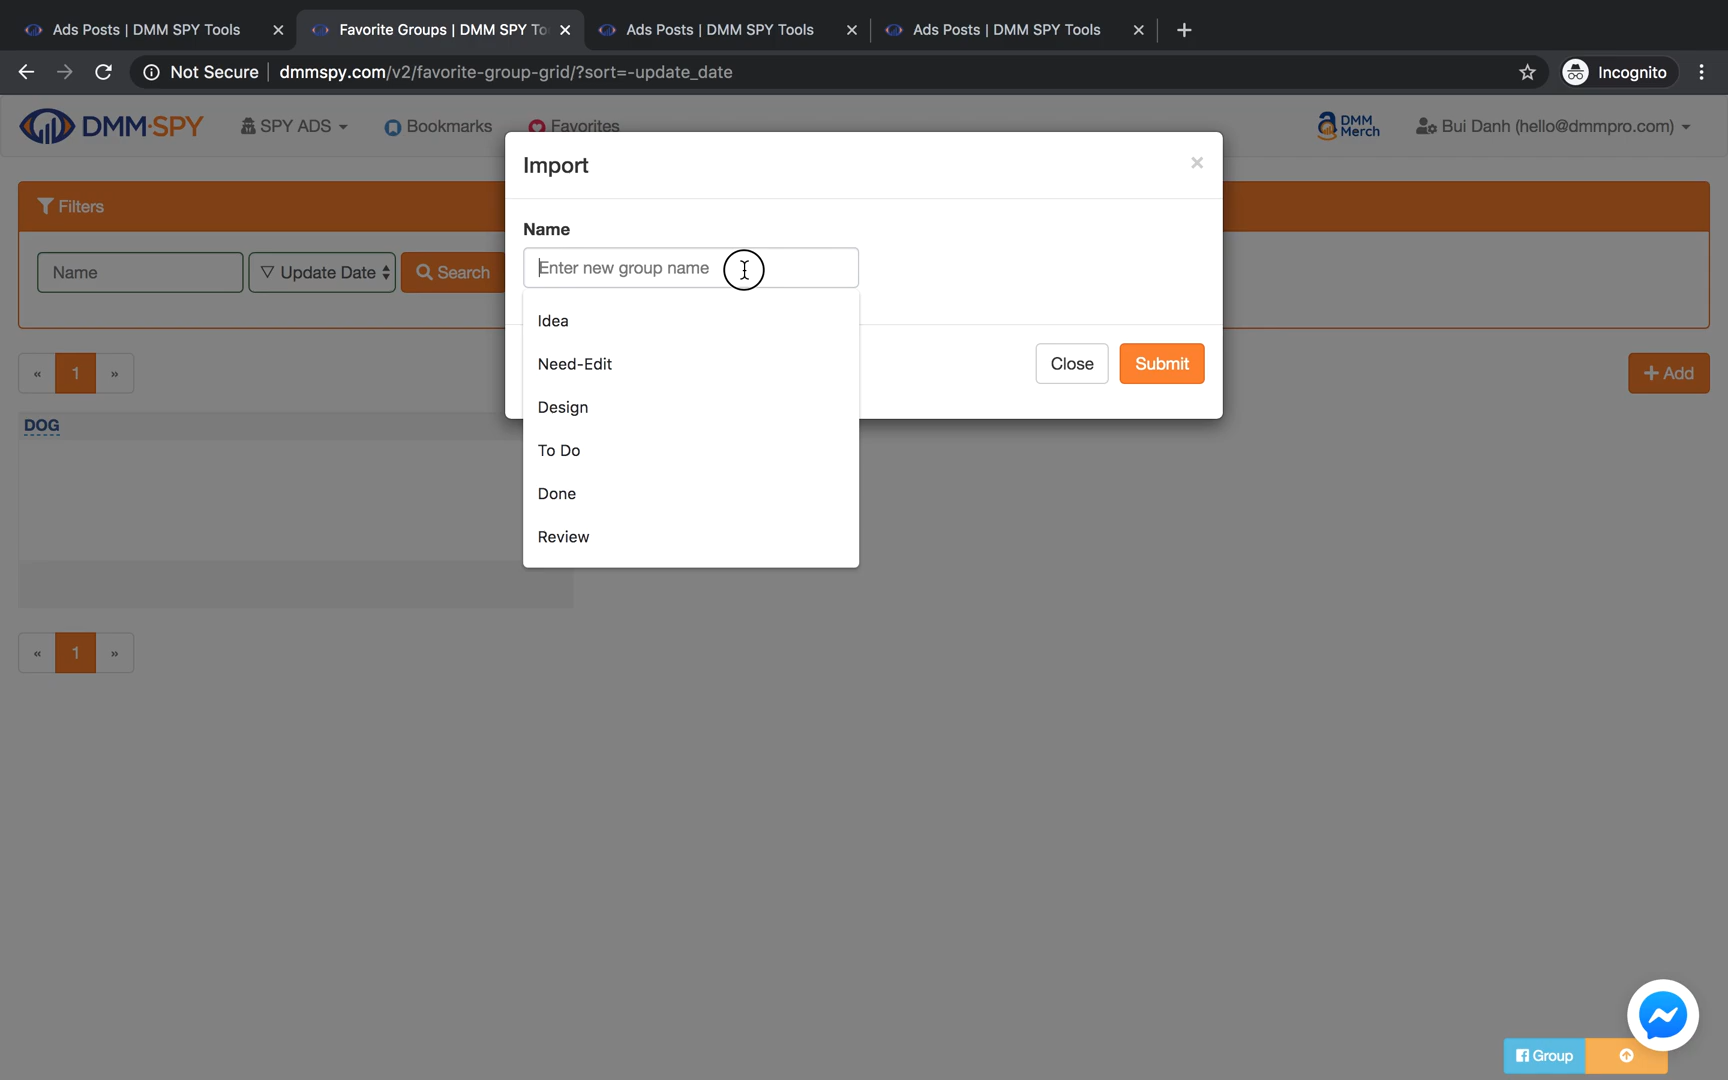 Ads Posts | DMM SPY Tools
Favorite Groups | DMM SPY To
Ads Posts | DMM SPY Tools
Ads Posts | DMM SPY Tools
Not Secure | dmmspy.com/v2/favorite-group-grid/?sort=-update_date
Incognito
DMM·SPY
SPY ADS
Bookmarks
Favorites
DMM Merch
Bui Danh (hello@dmmpro.com)
Import
×
Filters
Name
Name
▽ Update Date
Search
Enter new group name
Idea
Need-Edit
Design
To Do
Done
Review
Close
Submit
« 1 »
+ Add
DOG
« 1 »
Group